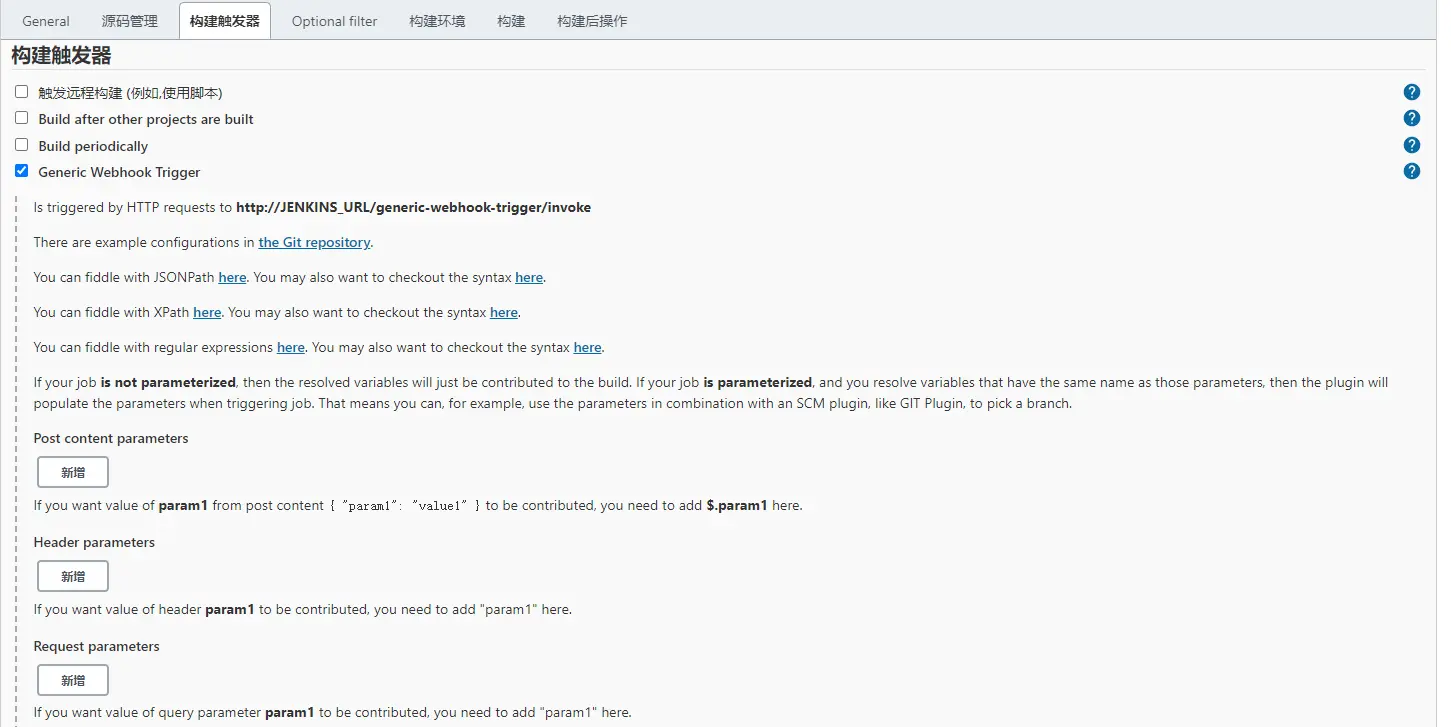 General 源码管理 构建触发器 Optional filter 构建环境 构建 构建后操作
构建触发器
触发远程构建 (例如,使用脚本) ?
Build after other projects are built ?
Build periodically ?
Generic Webhook Trigger ?
Is triggered by HTTP requests to http://JENKINS_URL/generic-webhook-trigger/invoke
There are example configurations in the Git repository.
You can fiddle with JSONPath here. You may also want to checkout the syntax here.
You can fiddle with XPath here. You may also want to checkout the syntax here.
You can fiddle with regular expressions here. You may also want to checkout the syntax here.
If your job is not parameterized, then the resolved variables will just be contributed to the build. If your job is parameterized, and you resolve variables that have the same name as those parameters, then the plugin will
populate the parameters when triggering job. That means you can, for example, use the parameters in combination with an SCM plugin, like GIT Plugin, to pick a branch.
Post content parameters
新增
If you want value of param1 from post content { "param1": "value1" } to be contributed, you need to add $.param1 here.
Header parameters
新增
If you want value of header param1 to be contributed, you need to add "param1" here.
Request parameters
新增
If you want value of query parameter param1 to be contributed, you need to add "param1" here.